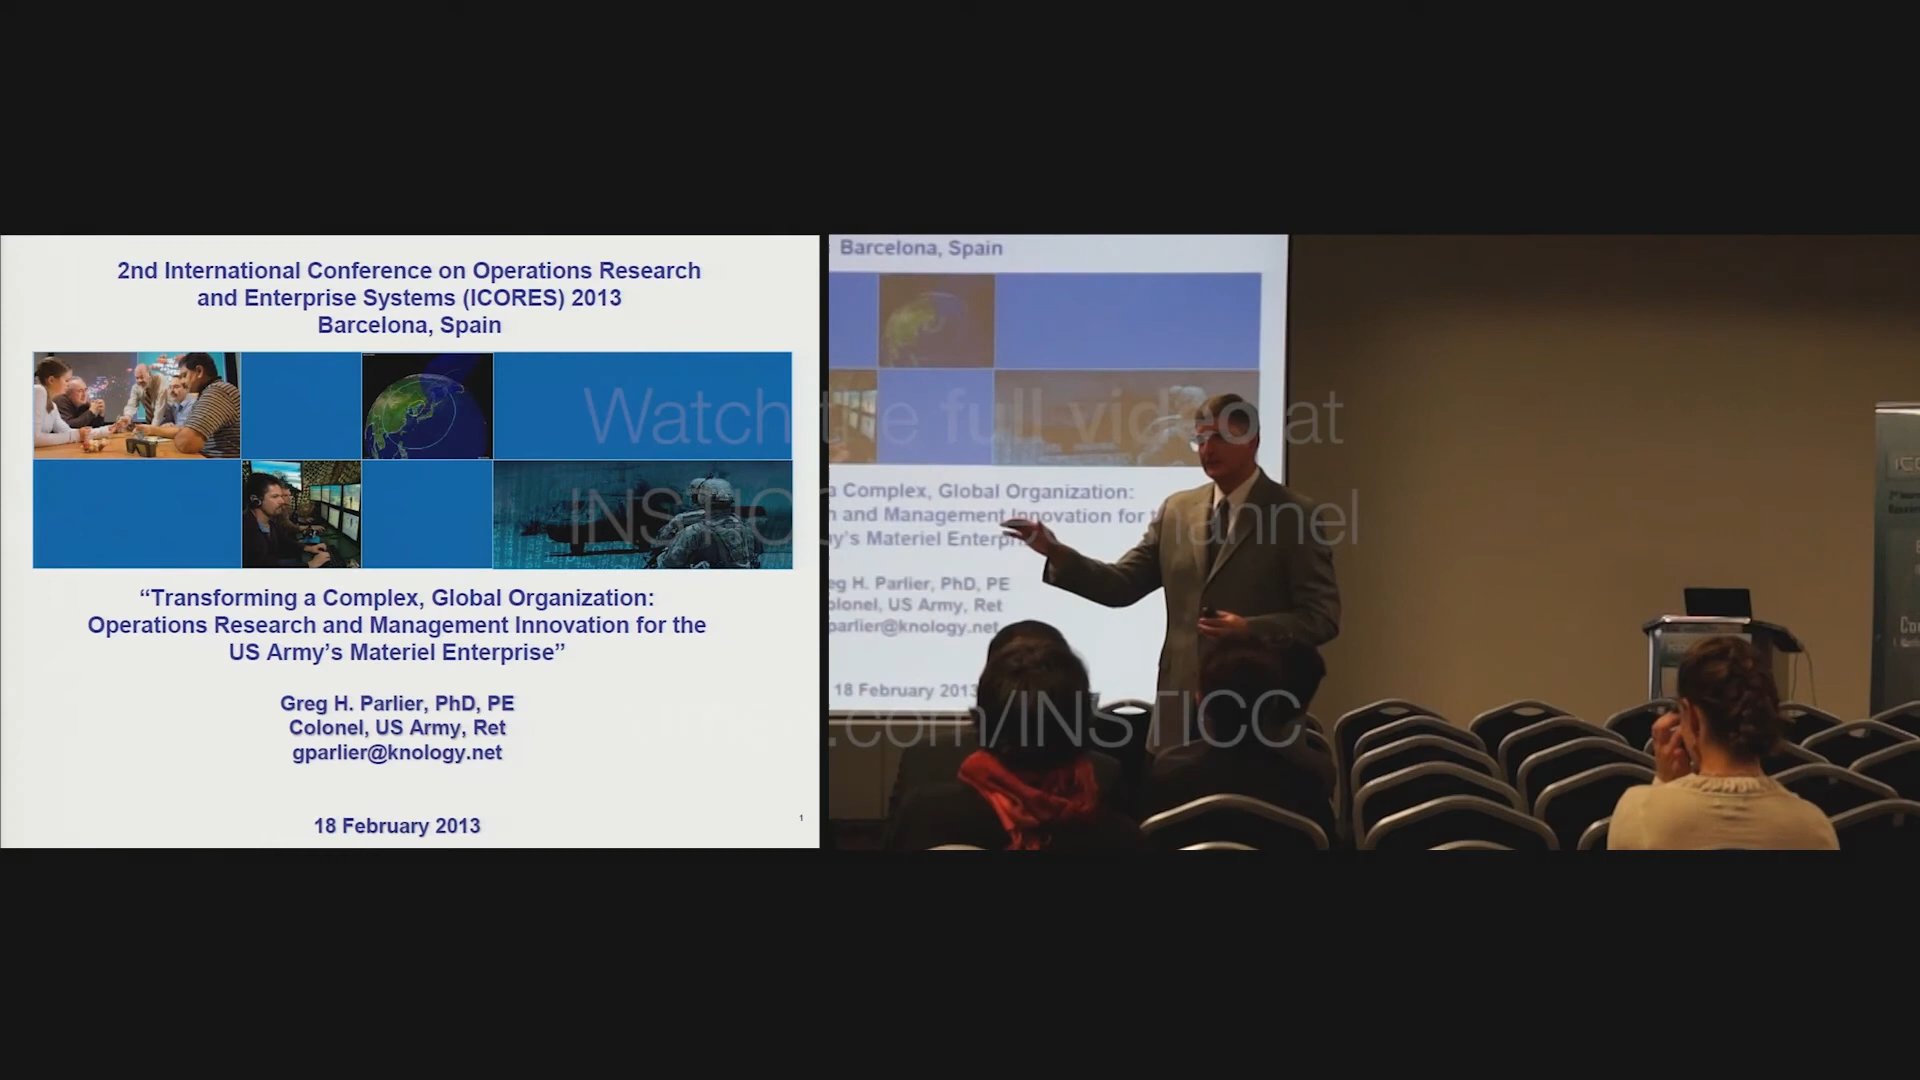 2nd International Conference on Operations Research
and Enterprise Systems (ICORES) 2013
Barcelona, Spain
“Transforming a Complex, Global Organization:
Operations Research and Management Innovation for the
US Army’s Materiel Enterprise”
Greg H. Parlier, PhD, PE
Colonel, US Army, Ret
gparlier@knology.net
18 February 2013
1
Barcelona, Spain
a Complex, Global Organization:
and Management Innovation for
Army's Materiel
H. Parlier, PhD, PE
Colonel, US Army, Ret
parlier@knology.net
18 February 2013
Watch the full video at
INSTICC channel
.com/INSTICC